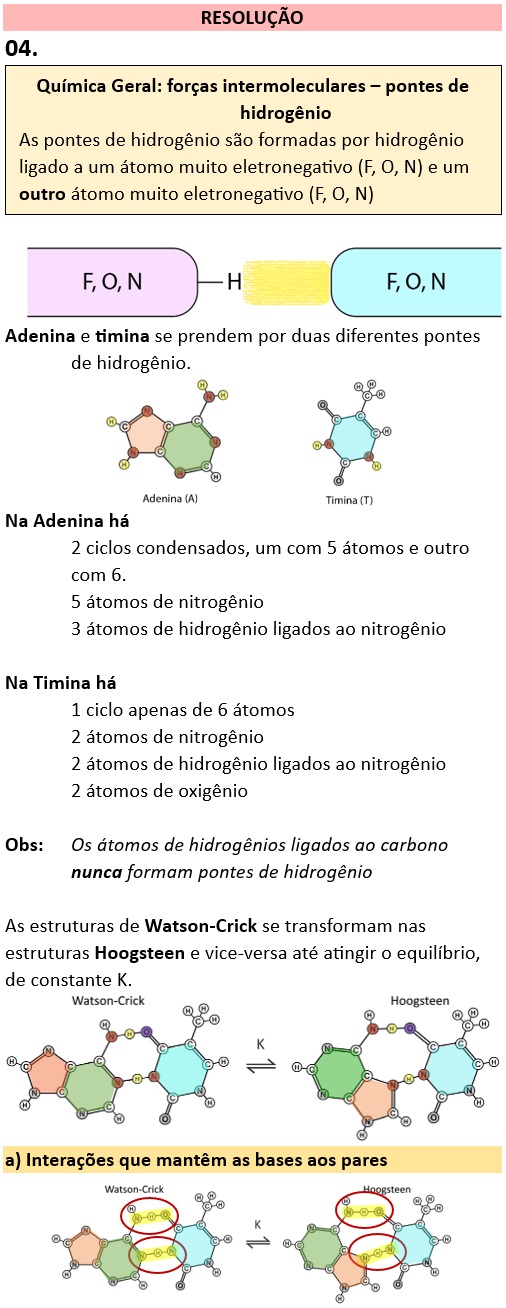 RESOLUÇÃO
04.
Química Geral: forças intermoleculares – pontes de
hidrogênio
As pontes de hidrogênio são formadas por hidrogênio
ligado a um átomo muito eletronegativo (F, O, N) e um
outro átomo muito eletronegativo (F, O, N)
F, O, N H F, O, N
Adenina e timina se prendem por duas diferentes pontes
de hidrogênio.
Adenina (A) Timina (T)
Na Adenina há
2 ciclos condensados, um com 5 átomos e outro
com 6.
5 átomos de nitrogênio
3 átomos de hidrogênio ligados ao nitrogênio
Na Timina há
1 ciclo apenas de 6 átomos
2 átomos de nitrogênio
2 átomos de hidrogênio ligados ao nitrogênio
2 átomos de oxigênio
Obs: Os átomos de hidrogênios ligados ao carbono
nunca formam pontes de hidrogênio
As estruturas de Watson-Crick se transformam nas
estruturas Hoogsteen e vice-versa até atingir o equilíbrio,
de constante K.
Watson-Crick Hoogsteen
K
a) Interações que mantêm as bases aos pares
Watson-Crick Hoogsteen
K